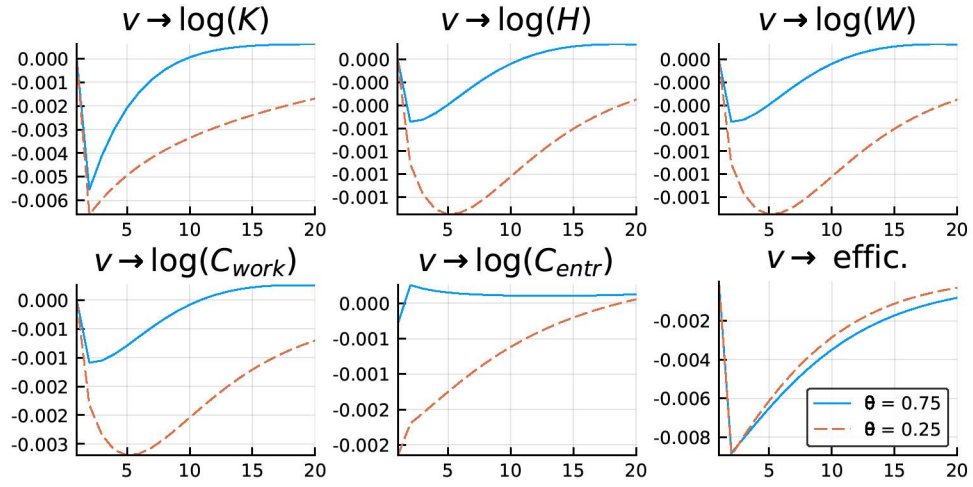 v → log(K)
0.000
-0.001
-0.002
-0.003
-0.004
-0.005
-0.006
5 10 15 20
v → log(H)
0.000
-0.000
-0.000
-0.001
-0.001
-0.001
-0.001
5 10 15 20
v → log(W)
0.000
-0.000
-0.000
-0.001
-0.001
-0.001
-0.001
5 10 15 20
v → log(C_work)
0.000
-0.001
-0.001
-0.002
-0.002
-0.003
5 10 15 20
v → log(C_entr)
0.000
-0.001
-0.001
-0.002
-0.002
5 10 15 20
v → effic.
-0.002
-0.004
-0.006
-0.008
5 10 15 20
θ = 0.75
θ = 0.25